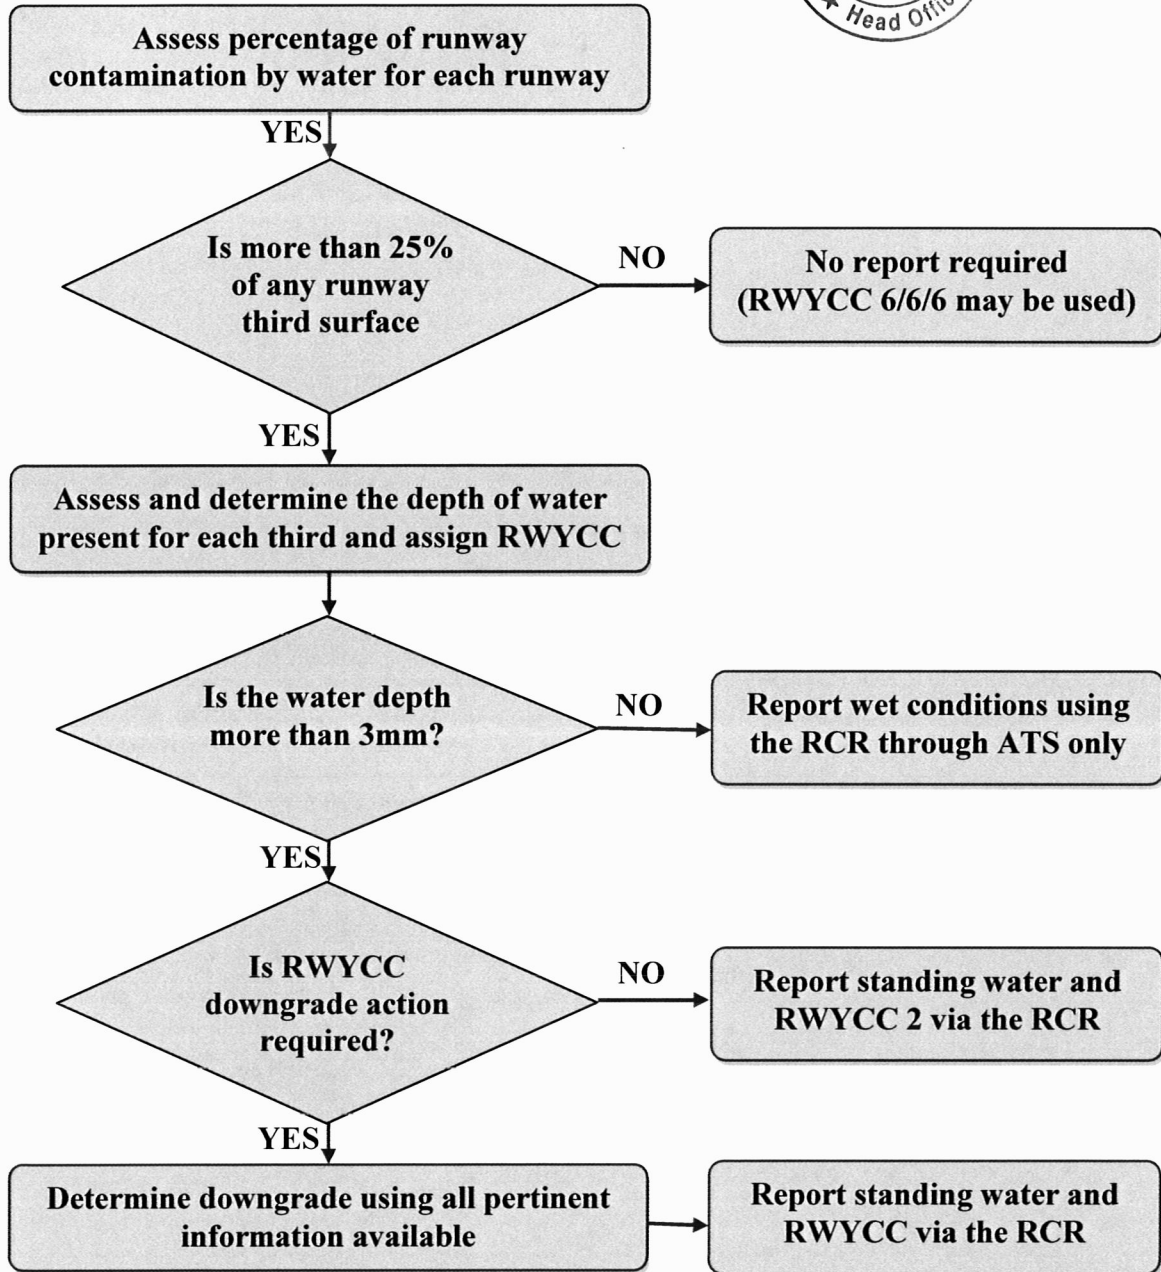 Head Offic
Assess percentage of runway
contamination by water for each runway
YES
Is more than 25%
of any runway
third surface
NO
No report required
(RWYCC 6/6/6 may be used)
YES
Assess and determine the depth of water
present for each third and assign RWYCC
Is the water depth
more than 3mm?
NO
Report wet conditions using
the RCR through ATS only
YES
Is RWYCC
downgrade action
required?
NO
Report standing water and
RWYCC 2 via the RCR
YES
Determine downgrade using all pertinent
information available
Report standing water and
RWYCC via the RCR